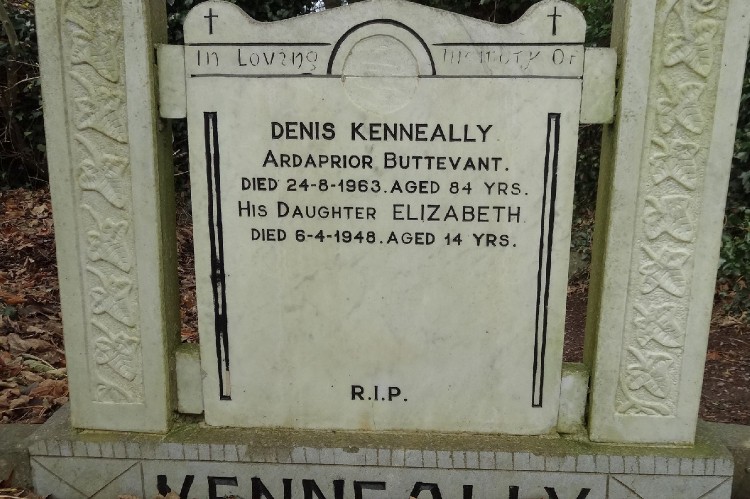 In Loving Memory Of
DENIS KENNEALLY
ARDAPRIOR BUTTEVANT.
DIED 24-8-1963. AGED 84 YRS.
HIS DAUGHTER ELIZABETH
DIED 6-4-1948. AGED 14 YRS.
R.I.P.
KENNEALLY